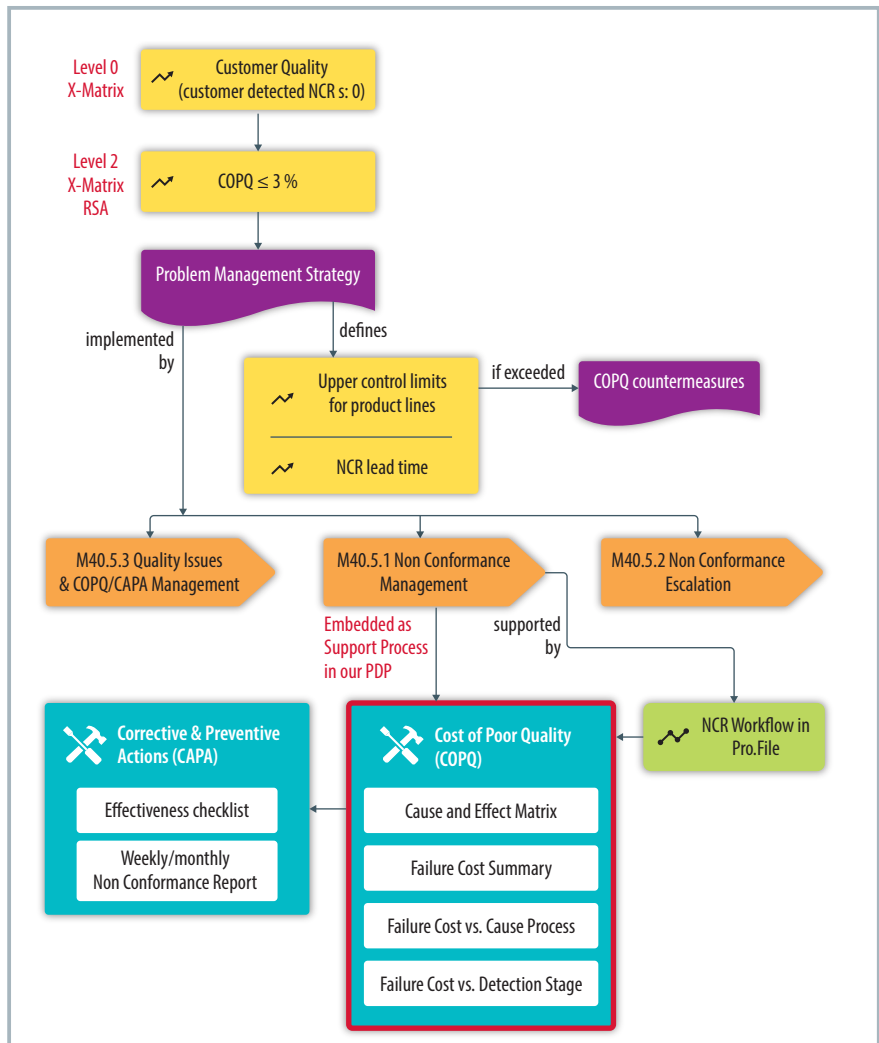 Level 0
X-Matrix
Customer Quality
(customer detected NCR s: 0)
Level 2
X-Matrix
RSA
COPQ ≤ 3 %
Problem Management Strategy
implemented
by
defines
Upper control limits
for product lines
NCR lead time
if exceeded
COPQ countermeasures
M40.5.3 Quality Issues
& COPQ/CAPA Management
M40.5.1 Non Conformance
Management
M40.5.2 Non Conformance
Escalation
Embedded as
Support Process
in our PDP
supported
by
Corrective & Preventive
Actions (CAPA)
Effectiveness checklist
Weekly/monthly
Non Conformance Report
Cost of Poor Quality
(COPQ)
Cause and Effect Matrix
Failure Cost Summary
Failure Cost vs. Cause Process
Failure Cost vs. Detection Stage
NCR Workflow in
Pro.File